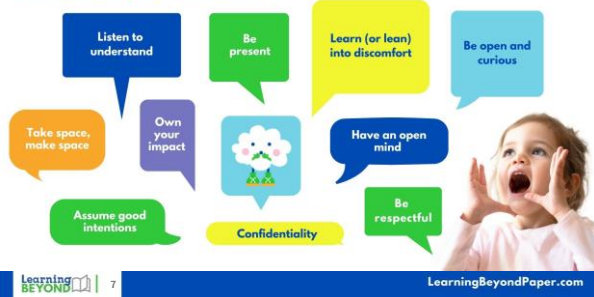 Listen to
understand
Be
present
Learn (or lean)
into discomfort
Be open and
curious
Take space,
make space
Own
your
impact
Have an open
mind
Assume good
intentions
Confidentiality
Be
respectful
Learning
BEYOND
7
LearningBeyondPaper.com